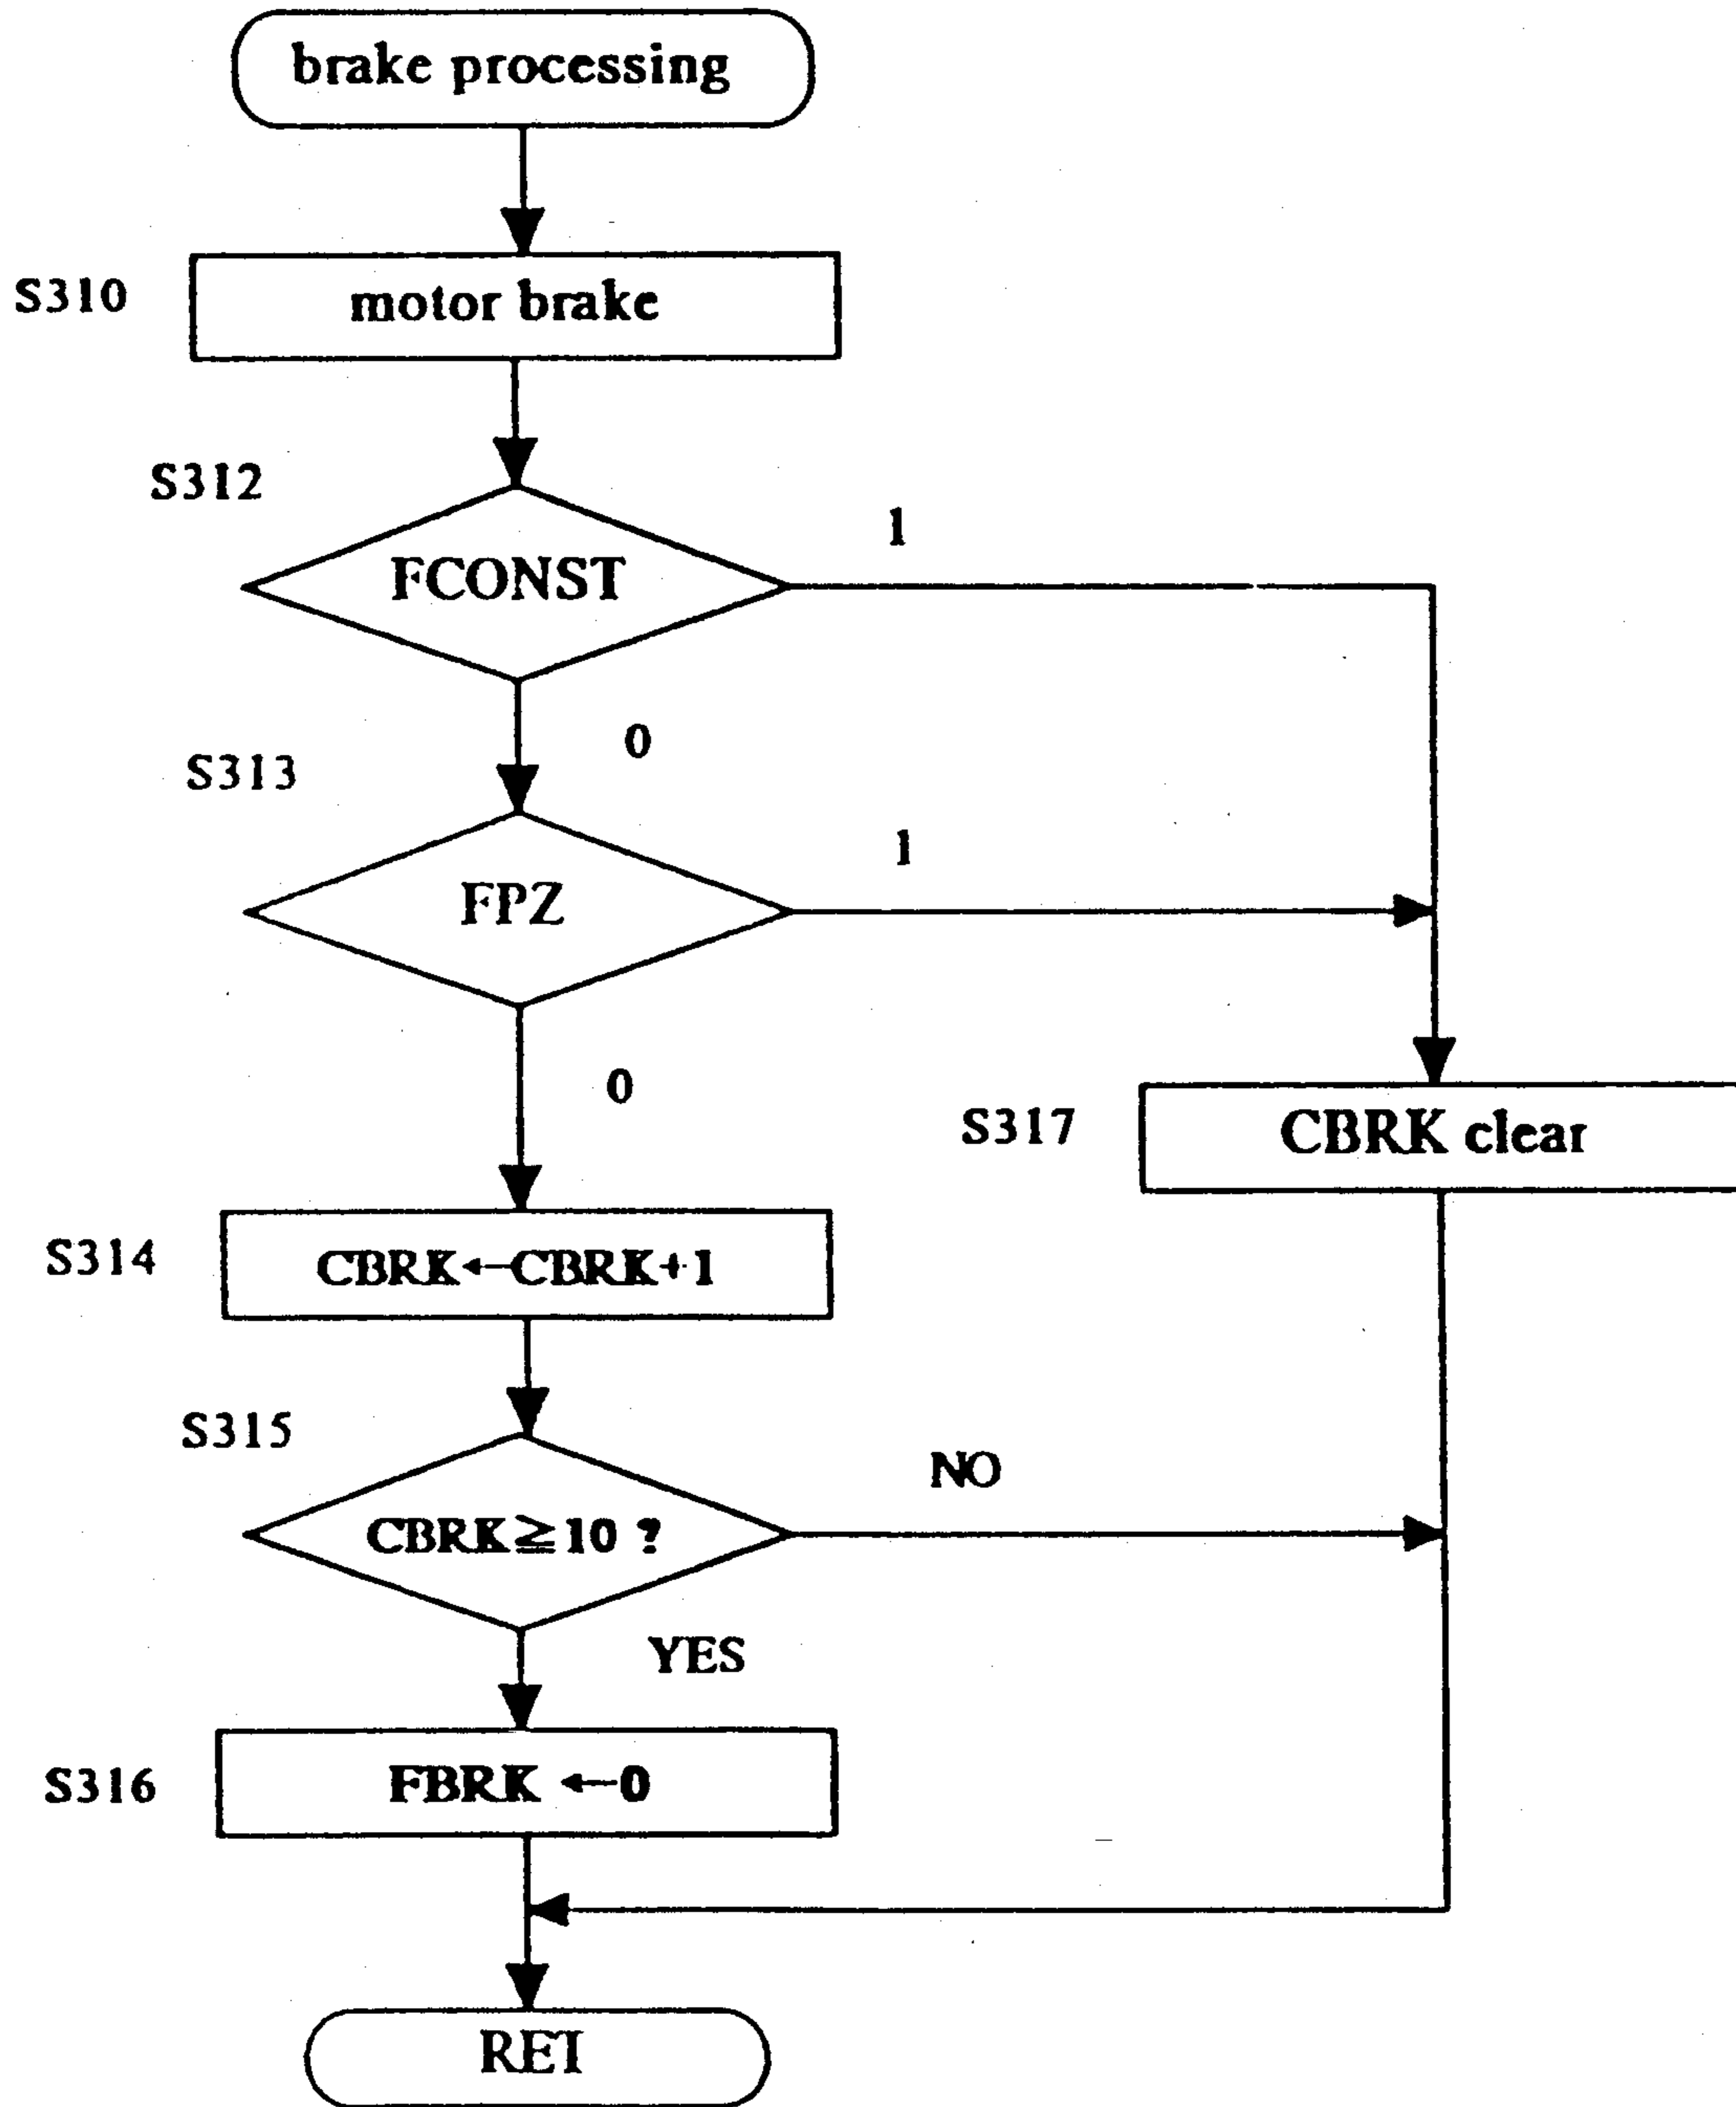 brake processing
S310
motor brake
S312
FCONST
1
0
S313
FPZ
1
0
S317
CBRK clear
S314
CBRK←CBRK+1
S315
CBRK≧10 ?
NO
YES
S316
FBRK ←0
RET